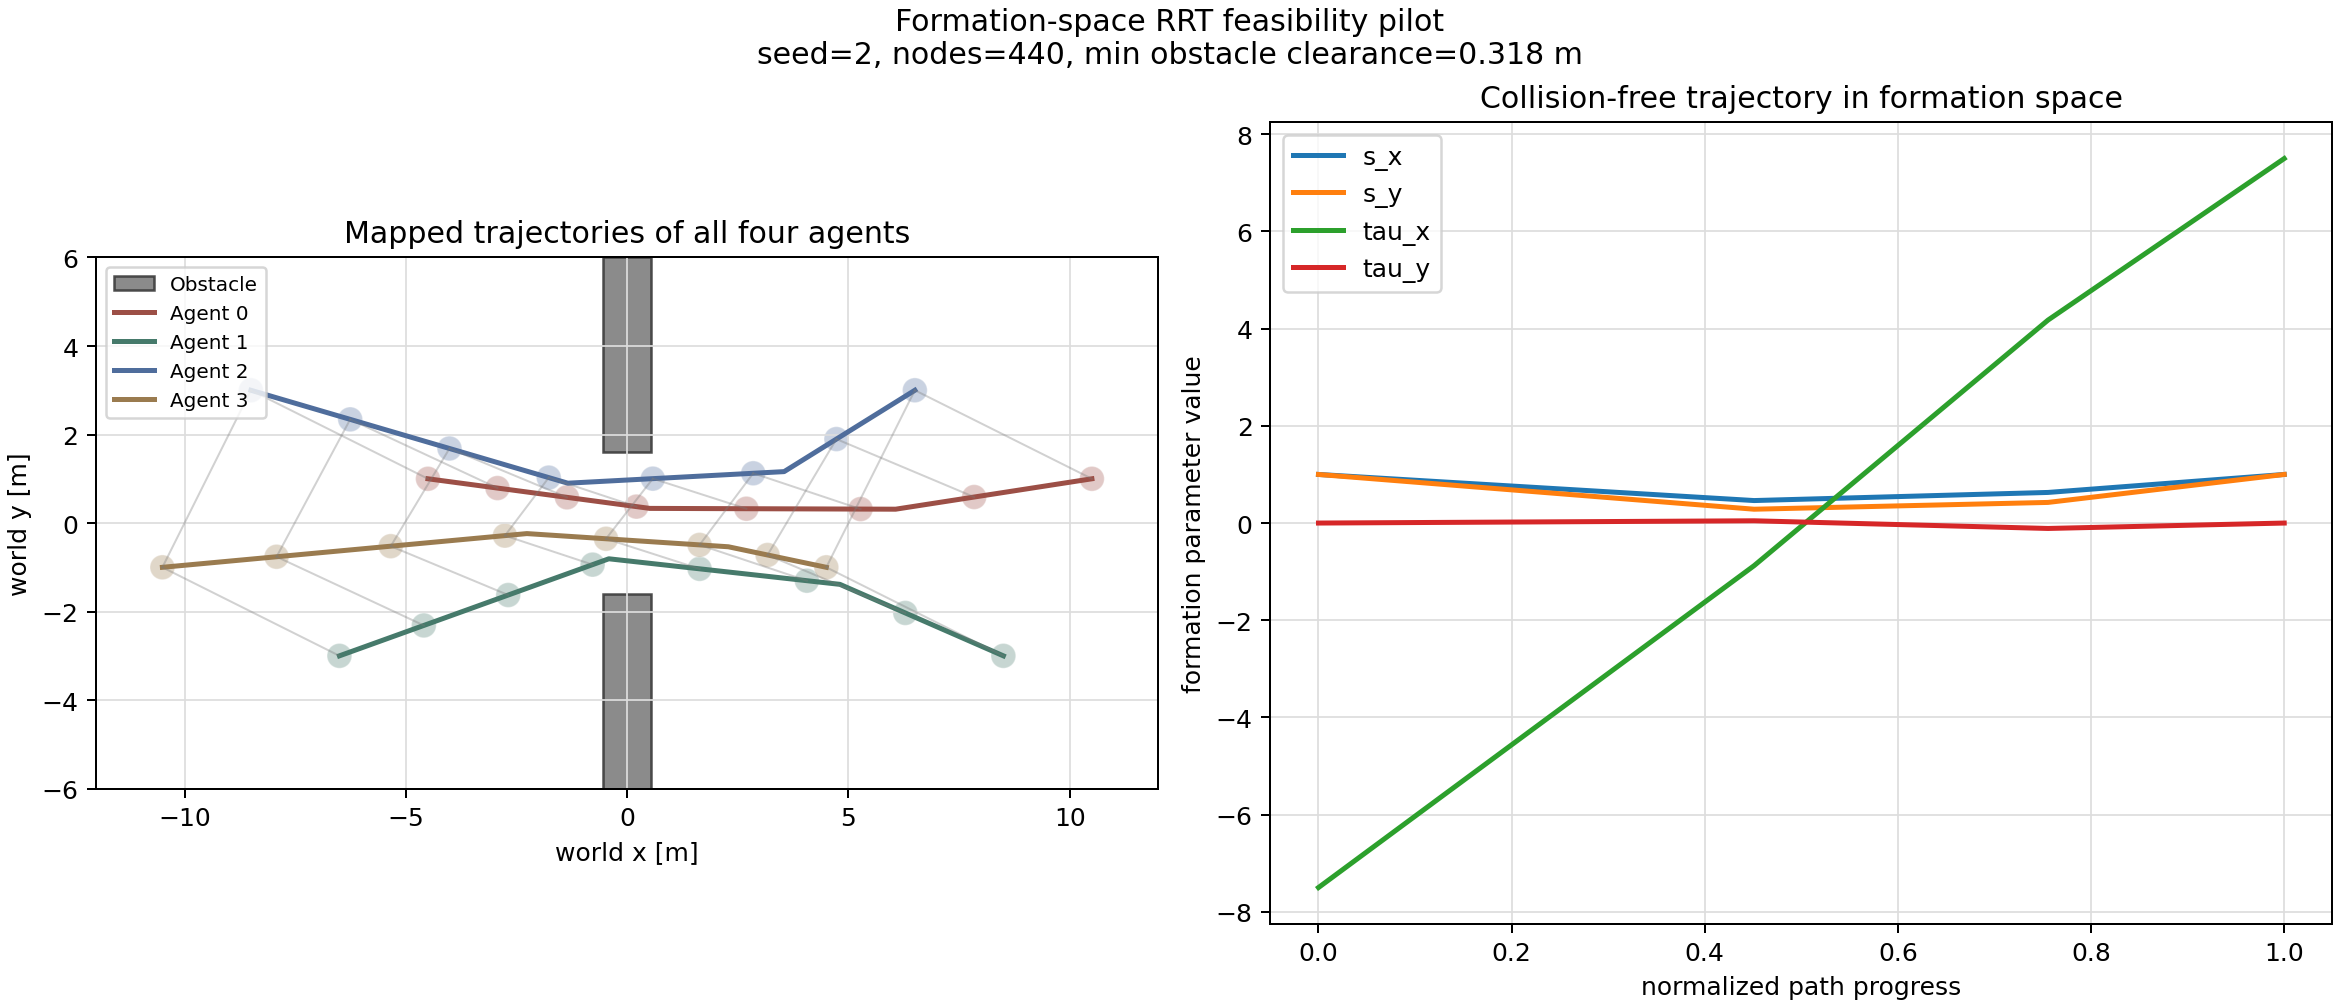 Formation-space RRT feasibility pilot
seed=2, nodes=440, min obstacle clearance=0.318 m
Mapped trajectories of all four agents
Obstacle
Agent 0
Agent 1
Agent 2
Agent 3
6
4
2
0
−2
−4
−6
−10
−5
0
5
10
world x [m]
world y [m]
Collision-free trajectory in formation space
s_x
s_y
tau_x
tau_y
8
6
4
2
0
−2
−4
−6
−8
0.0
0.2
0.4
0.6
0.8
1.0
normalized path progress
formation parameter value